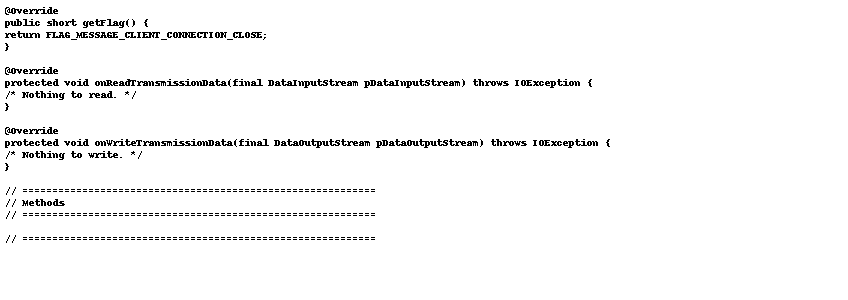 @Override
public short getFlag() {
return FLAG_MESSAGE_CLIENT_CONNECTION_CLOSE;
}
@Override
protected void onReadTransmissionData(final DataInputStream pDataInputStream) throws IOException {
/* Nothing to read. */
}
@Override
protected void onWriteTransmissionData(final DataOutputStream pDataOutputStream) throws IOException {
/* Nothing to write. */
}
// ===========================================================
// Methods
// ===========================================================
// ===========================================================